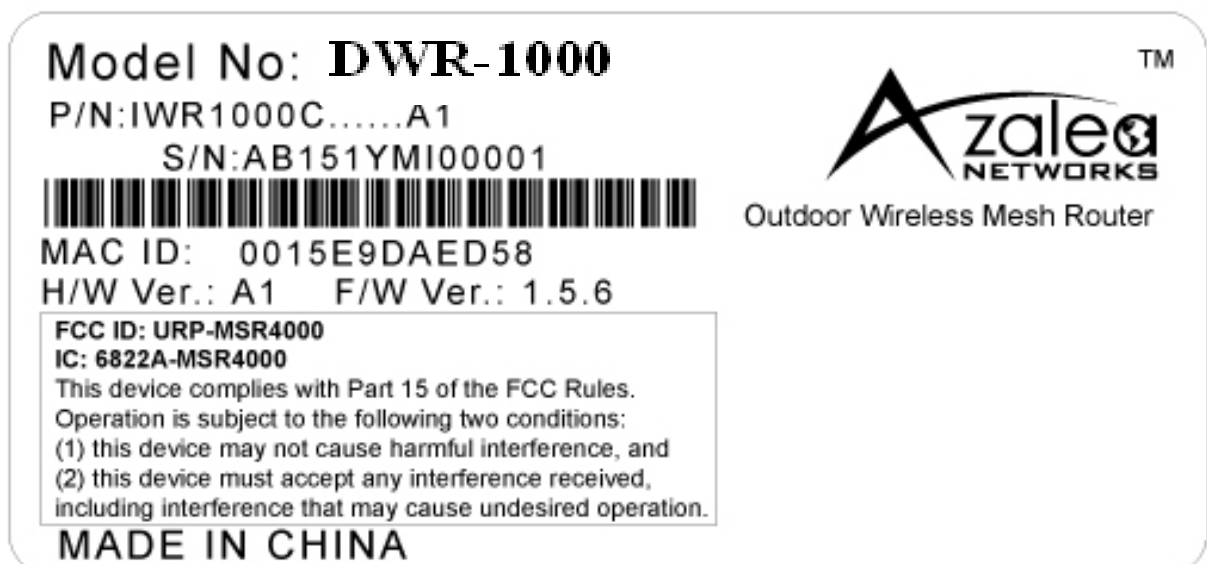 Model No: DWR-1000
P/N:IWR1000C......A1
S/N:AB151YMI00001
MAC ID: 0015E9DAED58
H/W Ver.: A1 F/W Ver.: 1.5.6
FCC ID: URP-MSR4000
IC: 6822A-MSR4000
This device complies with Part 15 of the FCC Rules.
Operation is subject to the following two conditions:
(1) this device may not cause harmful interference, and
(2) this device must accept any interference received,
including interference that may cause undesired operation.
MADE IN CHINA
TM
Azalea
NETWORKS
Outdoor Wireless Mesh Router